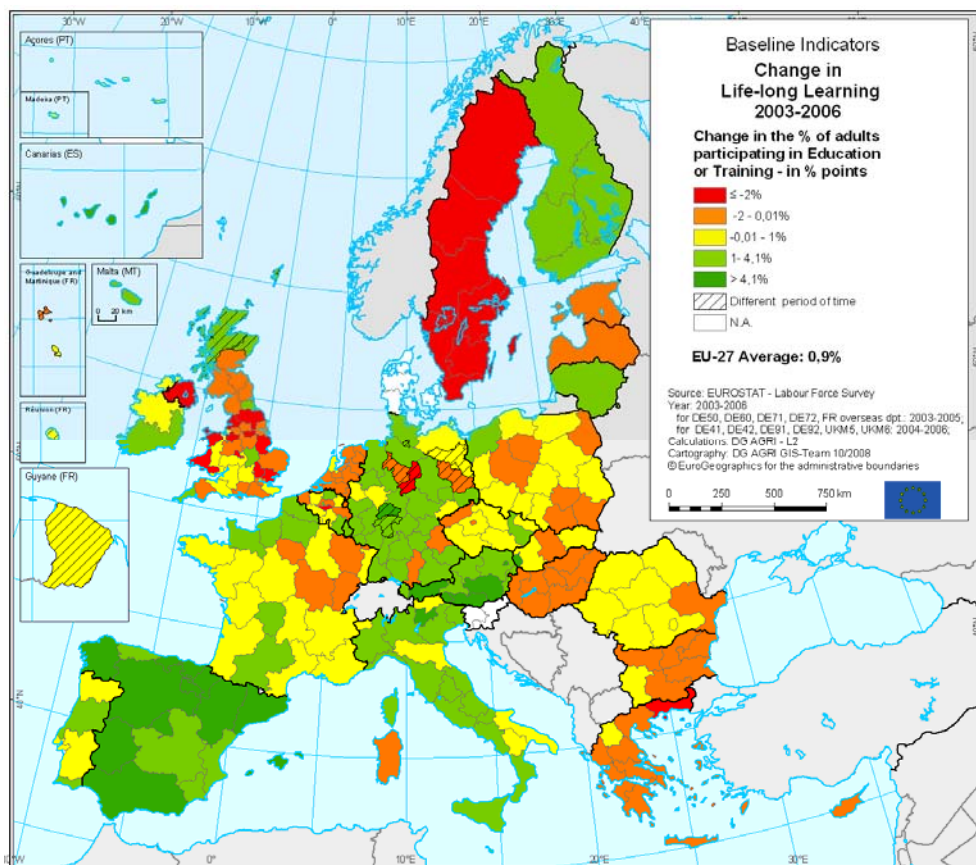 30°W
20°W
10°W
0°
10°E
20°E
40°E
Açores (PT)
Madeira (PT)
Canarias (ES)
Guadeloupe and
Martinique (FR)
Malta (MT)
0 20 km
Réunion (FR)
Guyane (FR)
Baseline Indicators
Change in
Life-long Learning
2003-2006
Change in the % of adults
participating in Education
or Training - in % points
≤ -2%
-2 - 0,01%
-0,01 - 1%
1- 4,1%
> 4,1%
Different period of time
N.A.
EU-27 Average: 0,9%
Source: EUROSTAT - Labour Force Survey
Year: 2003-2006
for DE50, DE60, DE71, DE72, FR overseas dpt.: 2003-2005;
for DE41, DE42, DE91, DE92, UKM5, UKM6: 2004-2006;
Calculations: DG AGRI - L2
Cartography: DG AGRI GIS-Team 10/2008
© EuroGeographics for the administrative boundaries
0 250 500 750 km
10°W
0°
10°E
20°E
30°E